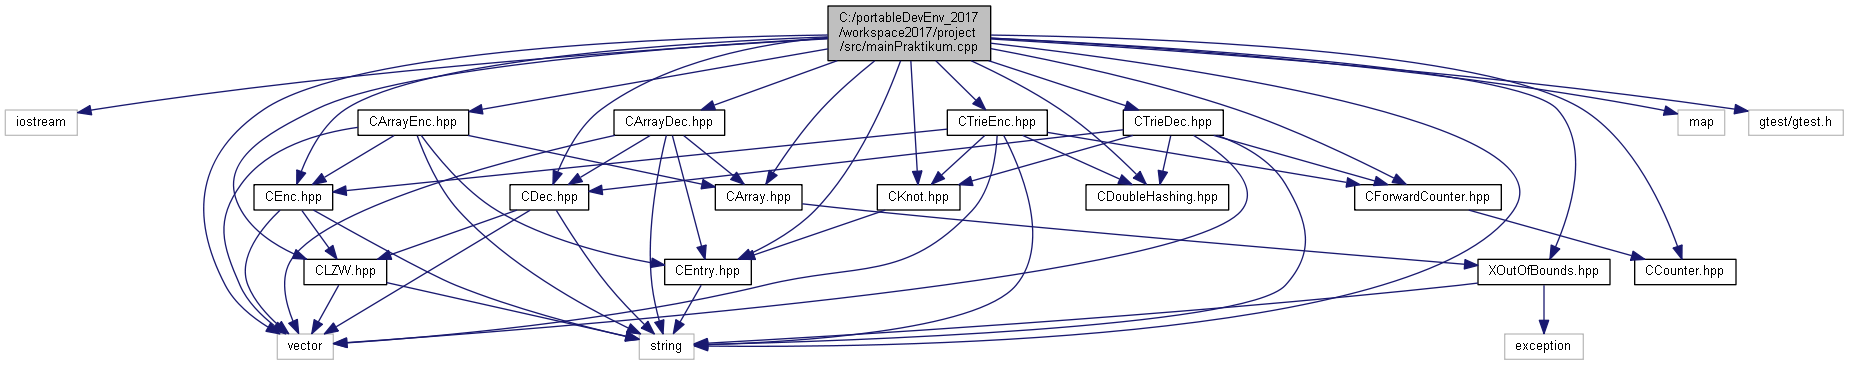 C:/portableDevEnv_2017
/workspace2017/project
/src/mainPraktikum.cpp
iostream
CArrayEnc.hpp
CArrayDec.hpp
CTrieEnc.hpp
CTrieDec.hpp
map
gtest/gtest.h
CEnc.hpp
CDec.hpp
CArray.hpp
CKnot.hpp
CDoubleHashing.hpp
CForwardCounter.hpp
CLZW.hpp
CEntry.hpp
XOutOfBounds.hpp
CCounter.hpp
vector
string
exception